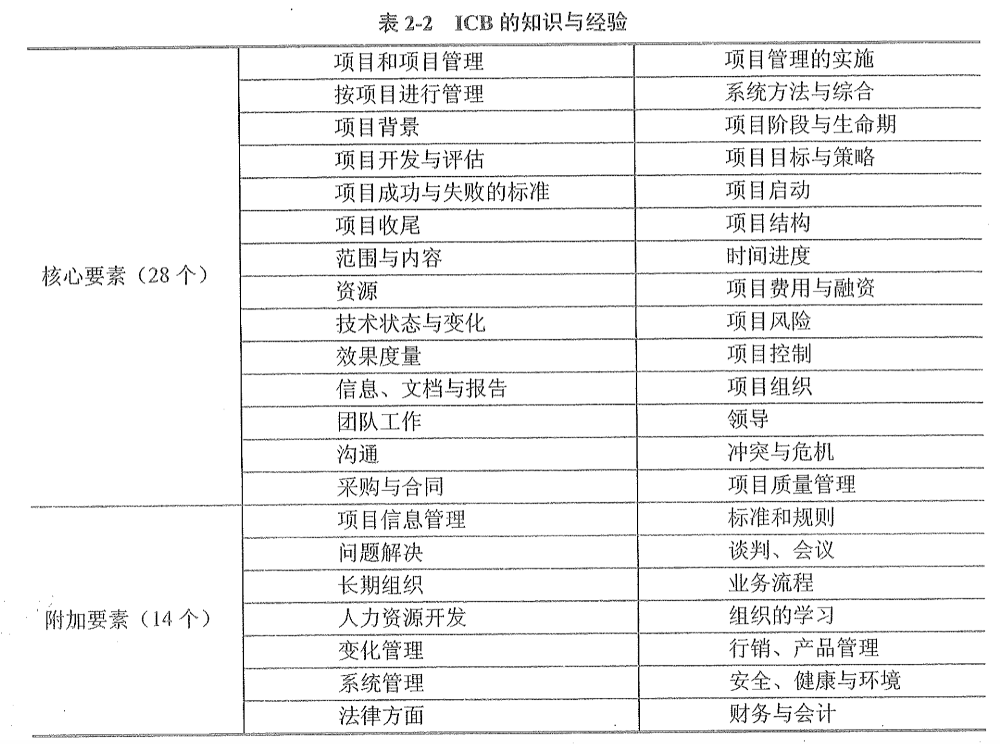 表 2-2 ICB 的知识与经验
项目和项目管理 项目管理的实施
按项目进行管理 系统方法与综合
项目背景 项目阶段与生命期
项目开发与评估 项目目标与策略
项目成功与失败的标准 项目启动
项目收尾 项目结构
范围与内容 时间进度
核心要素（28 个）
资源 项目费用与融资
技术状态与变化 项目风险
效果度量 项目控制
信息、文档与报告 项目组织
团队工作 领导
沟通 冲突与危机
采购与合同 项目质量管理
项目信息管理 标准和规则
问题解决 谈判、会议
长期组织 业务流程
附加要素（14 个）
人力资源开发 组织的学习
变化管理 行销、产品管理
系统管理 安全、健康与环境
法律方面 财务与会计